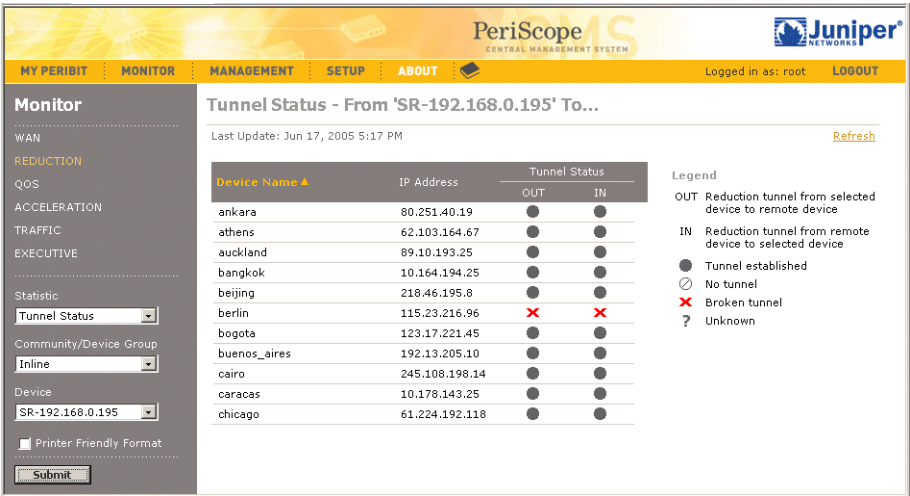 PeriScope
CENTRAL MANAGEMENT SYSTEM
CMS
Juniper®
NETWORKS
MY PERIBIT MONITOR MANAGEMENT SETUP ABOUT Logged in as: root LOGOUT
Monitor
WAN
REDUCTION
QOS
ACCELERATION
TRAFFIC
EXECUTIVE
Statistic
Tunnel Status
Community/Device Group
Inline
Device
SR-192.168.0.195
Printer Friendly Format
Submit
Tunnel Status - From 'SR-192.168.0.195' To...
Last Update: Jun 17, 2005 5:17 PM Refresh
Tunnel Status
Device Name IP Address
OUT IN
ankara 80.251.40.19
athens 62.103.164.67
auckland 89.10.193.25
bangkok 10.164.194.25
beijing 218.46.195.8
berlin 115.23.216.96
bogota 123.17.221.45
buenos_aires 192.13.205.10
cairo 245.108.198.14
caracas 10.178.143.25
chicago 61.224.192.118
Legend
OUT Reduction tunnel from selected
device to remote device
IN Reduction tunnel from remote
device to selected device
Tunnel established
No tunnel
Broken tunnel
? Unknown